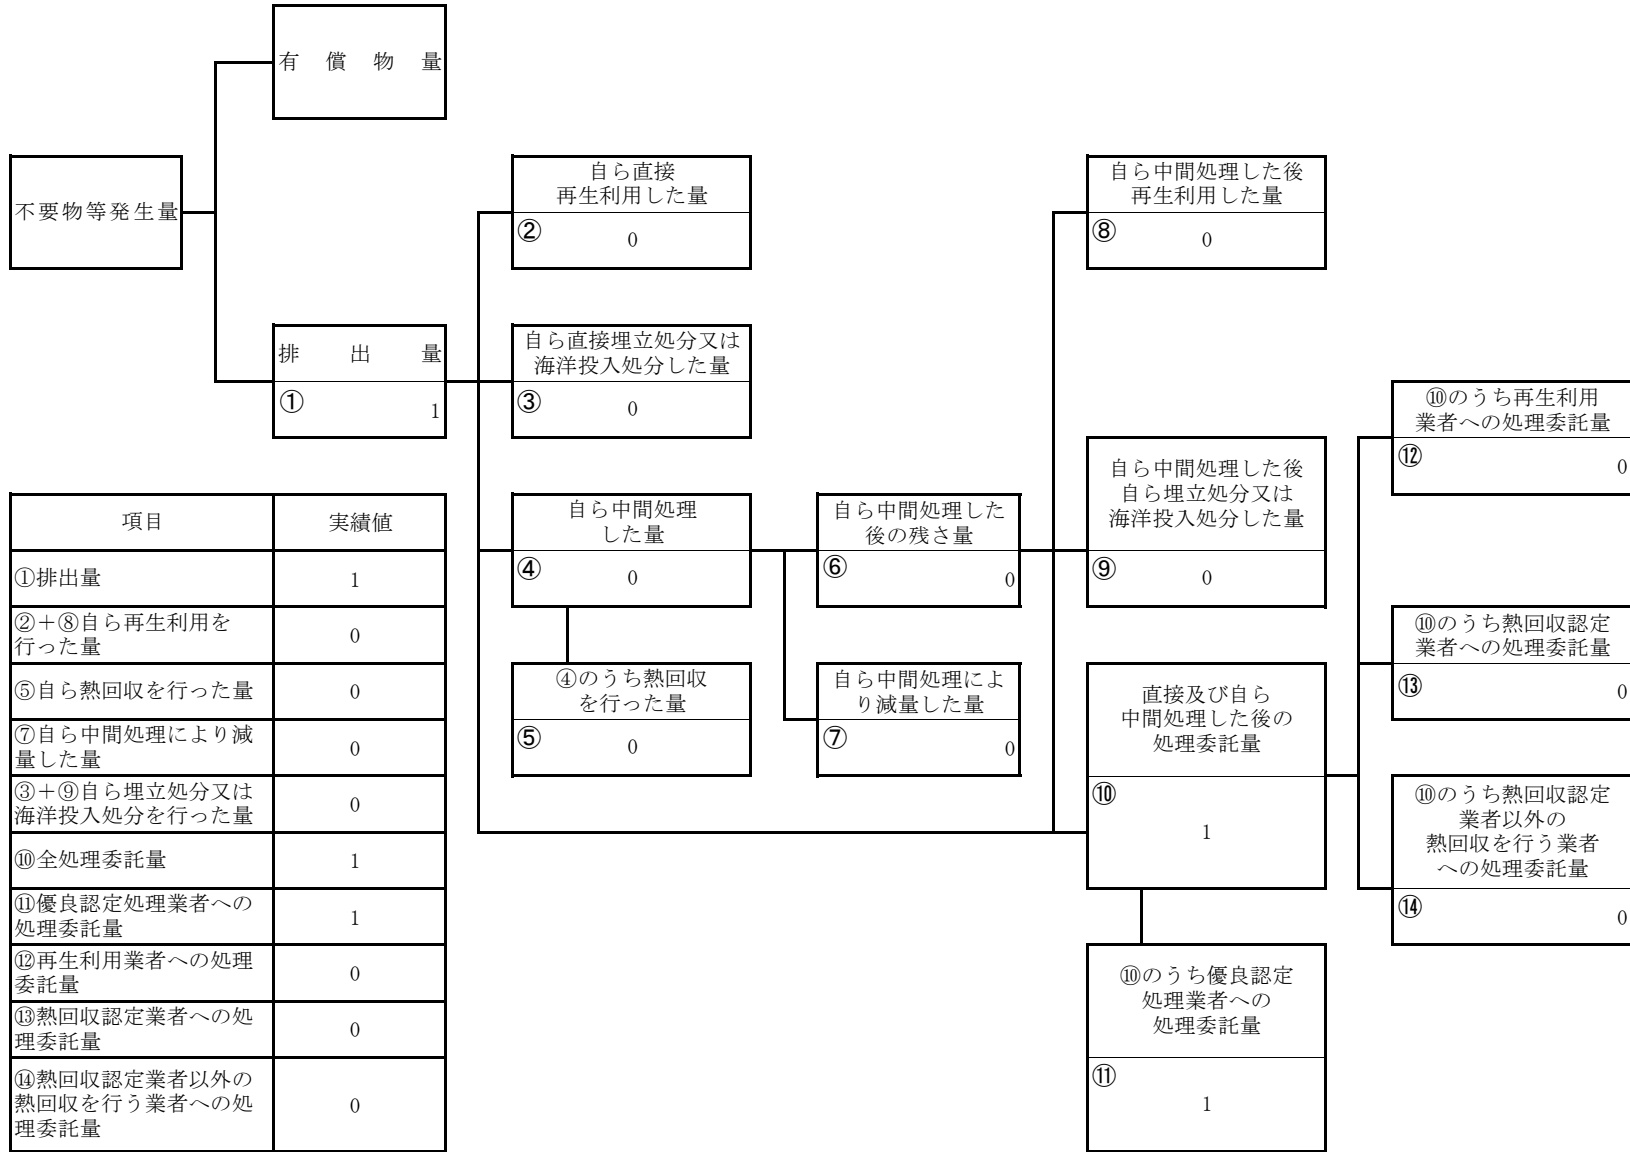 有償物量
不要物等発生量
排出量
①
1
自ら直接
再生利用した量
②
0
自ら直接埋立処分又は
海洋投入処分した量
③
0
自ら中間処理
した量
④
0
④のうち熱回収
を行った量
⑤
0
自ら中間処理した
後の残さ量
⑥
0
自ら中間処理によ
り減量した量
⑦
0
自ら中間処理した後
再生利用した量
⑧
0
自ら中間処理した後
自ら埋立処分又は
海洋投入処分した量
⑨
0
直接及び自ら
中間処理した後の
処理委託量
⑩
1
⑩のうち優良認定
処理業者への
処理委託量
⑪
1
⑩のうち再生利用
業者への処理委託量
⑫
0
⑩のうち熱回収認定
業者への処理委託量
⑬
0
⑩のうち熱回収認定
業者以外の
熱回収を行う業者
への処理委託量
⑭
0
項目 実績値
①排出量 1
②＋⑧自ら再生利用を
行った量 0
⑤自ら熱回収を行った量 0
⑦自ら中間処理により減
量した量 0
③＋⑨自ら埋立処分又は
海洋投入処分を行った量 0
⑩全処理委託量 1
⑪優良認定処理業者への
処理委託量 1
⑫再生利用業者への処理
委託量 0
⑬熱回収認定業者への処
理委託量 0
⑭熱回収認定業者以外の
熱回収を行う業者への処
理委託量 0